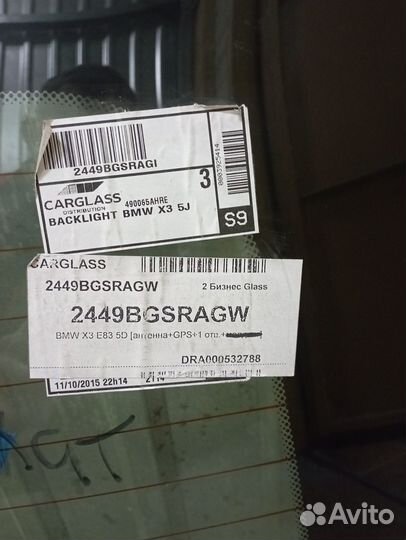 2449BGSRAGI
CARGLASS
DISTRIBUTION
490065AHRE
3
BACKLIGHT BMW X3 5J
S9
CARGLASS
2449BGSRAGW
2 Бизнес Glass
2449BGSRAGW
BMW X3 E83 5D [антенна+GPS+1 отв.+
DRA000532788
11/10/2015 22h14
Avito